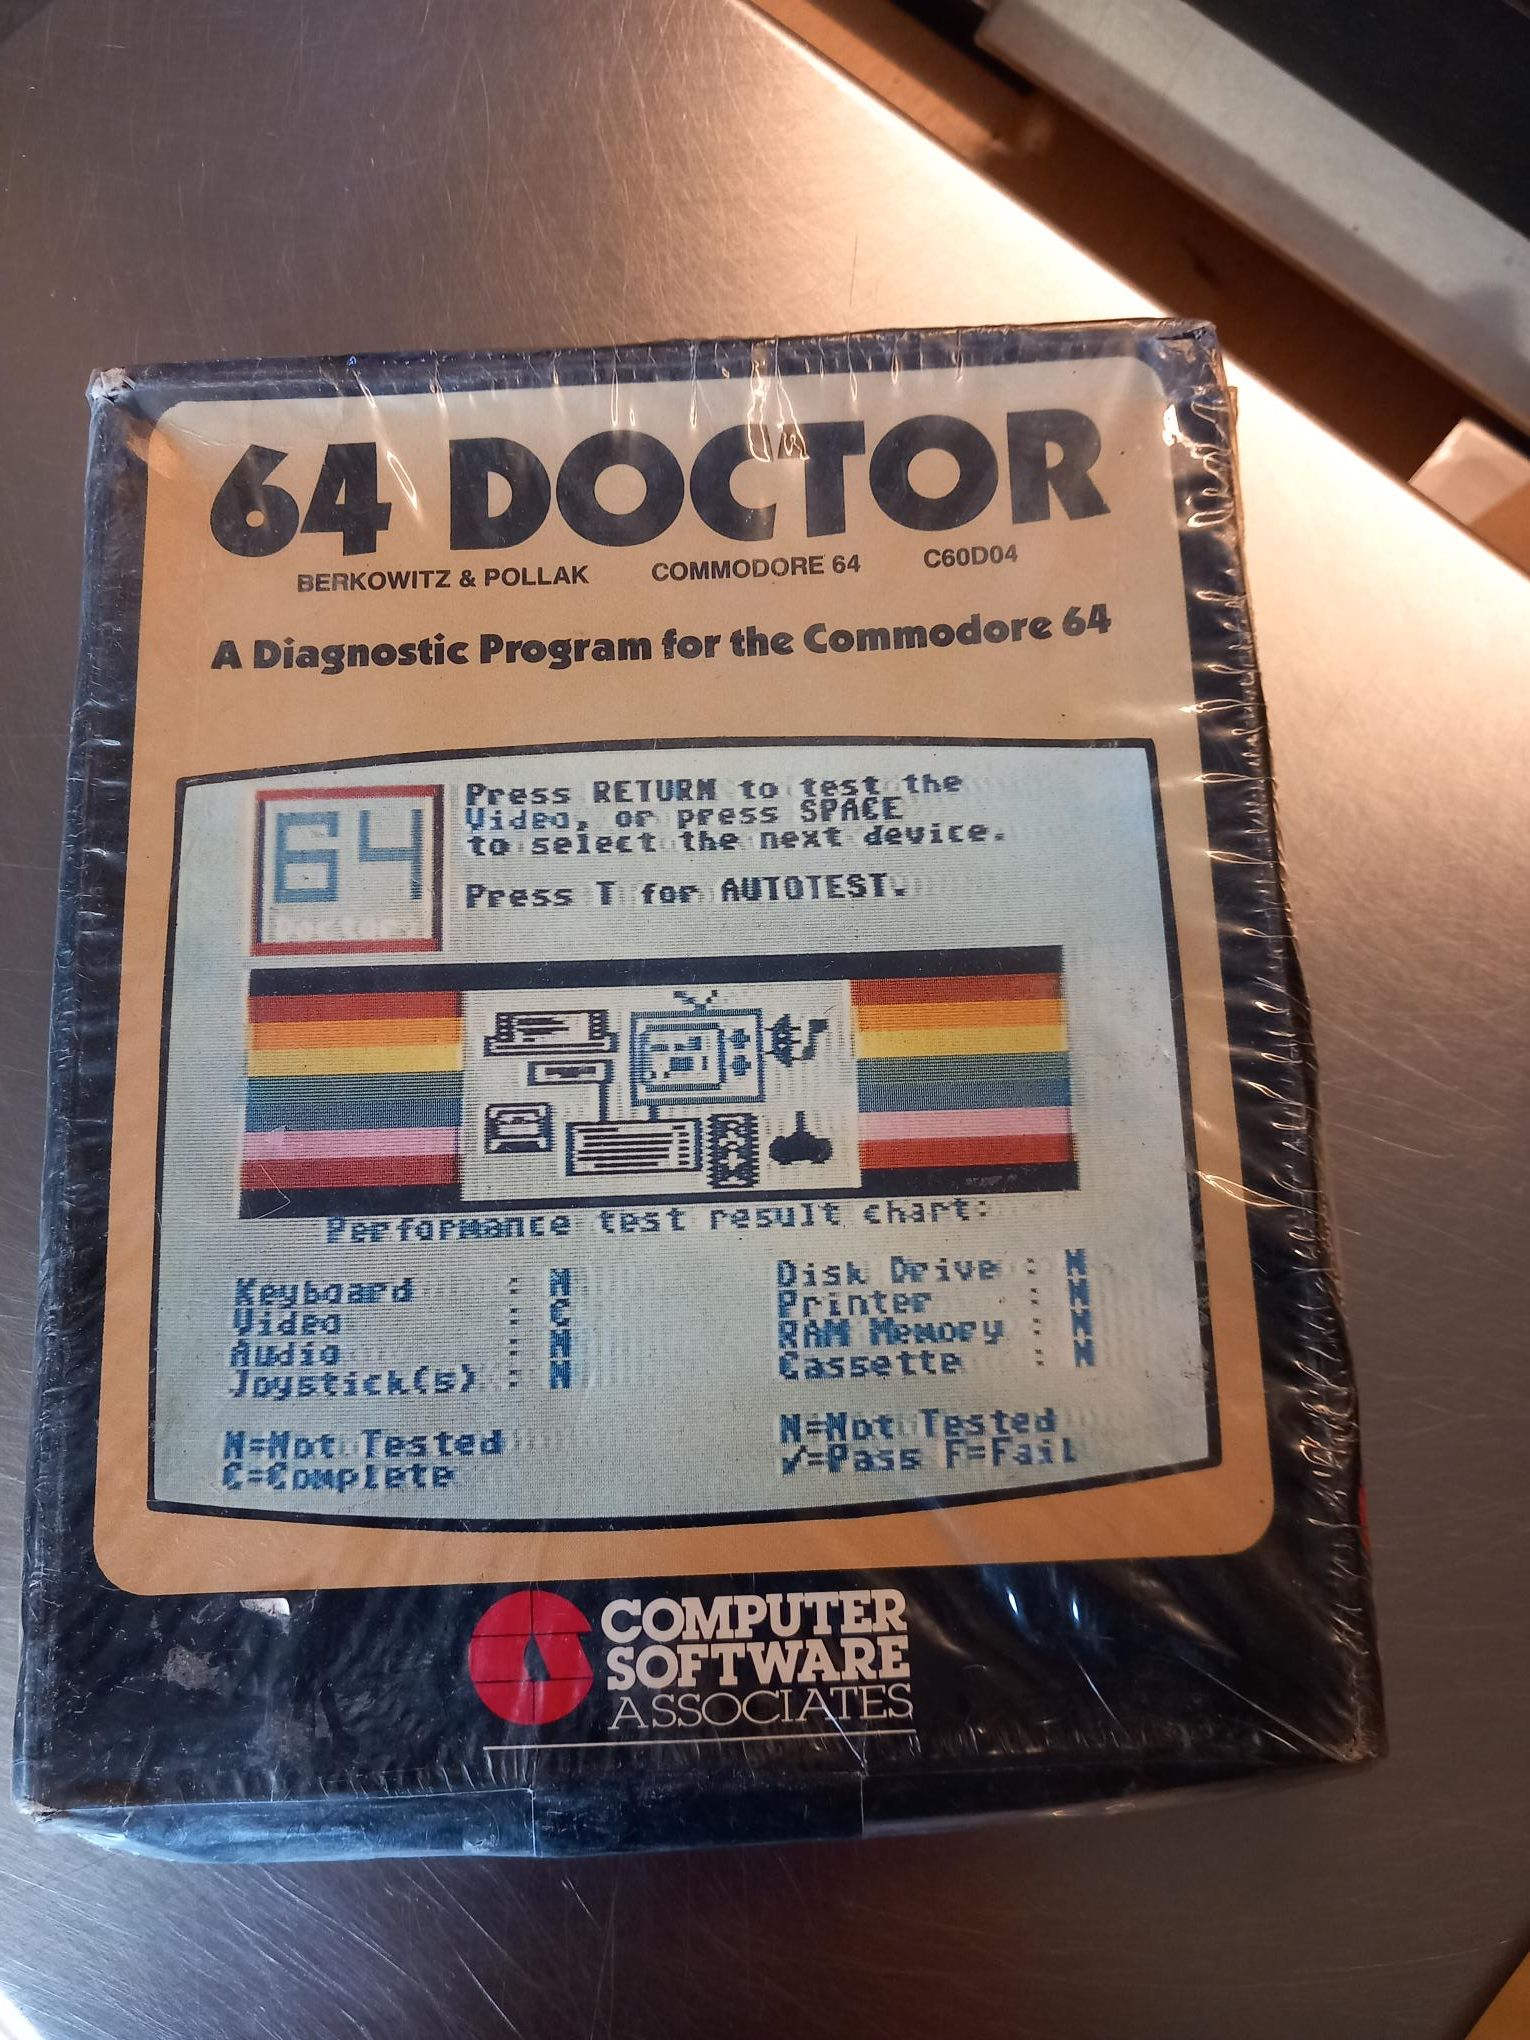 64 DOCTOR
BERKOWITZ & POLLAK COMMODORE 64 C60D04
A Diagnostic Program for the Commodore 64
64
Doctor
Press RETURN to test the
Video, or press SPACE
to select the next device.
Press T for AUTOTEST.
RAM
Performance test result chart:
Keyboard : N
Video : C
Audio : N
Joystick(s) : N
N=Not Tested
C=Complete
Disk Drive : N
Printer : N
RAM Memory : N
Cassette : N
N=Not Tested
✓=Pass F=Fail
COMPUTER
SOFTWARE
ASSOCIATES